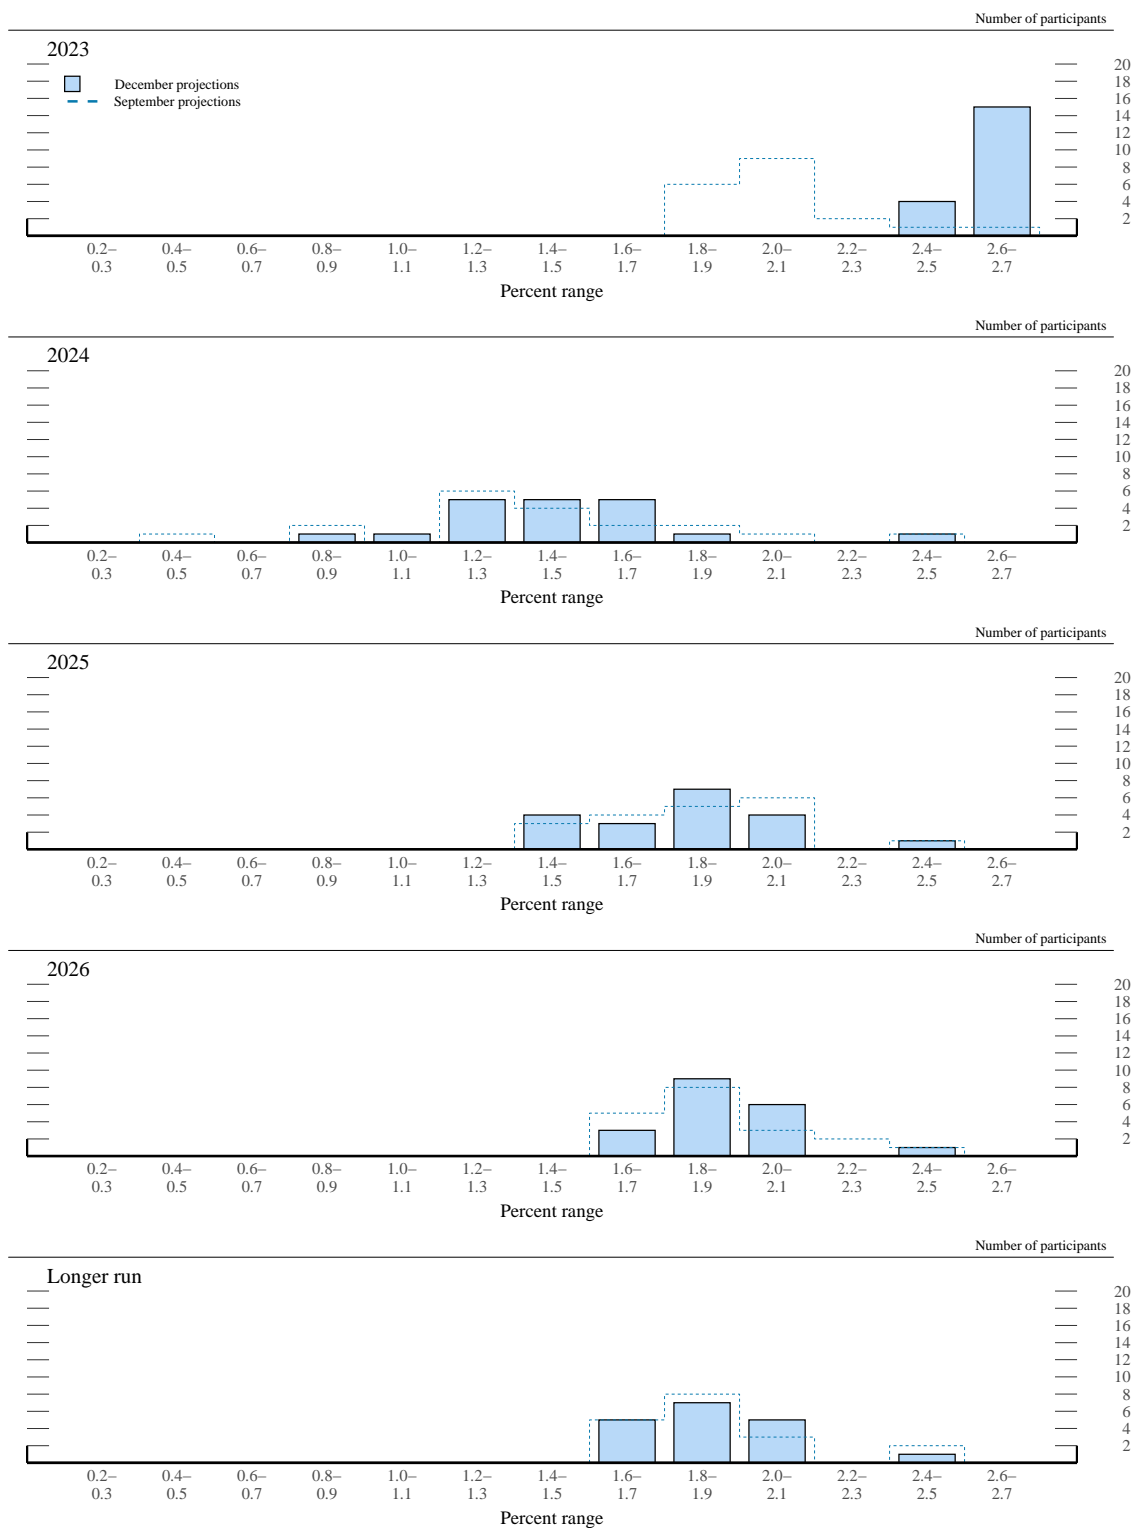 Number of participants
2023
December projections
September projections
20
18
16
14
12
10
8
6
4
2
0.2– 0.4– 0.6– 0.8– 1.0– 1.2– 1.4– 1.6– 1.8– 2.0– 2.2– 2.4– 2.6–
0.3 0.5 0.7 0.9 1.1 1.3 1.5 1.7 1.9 2.1 2.3 2.5 2.7
Percent range
Number of participants
2024
20
18
16
14
12
10
8
6
4
2
0.2– 0.4– 0.6– 0.8– 1.0– 1.2– 1.4– 1.6– 1.8– 2.0– 2.2– 2.4– 2.6–
0.3 0.5 0.7 0.9 1.1 1.3 1.5 1.7 1.9 2.1 2.3 2.5 2.7
Percent range
Number of participants
2025
20
18
16
14
12
10
8
6
4
2
0.2– 0.4– 0.6– 0.8– 1.0– 1.2– 1.4– 1.6– 1.8– 2.0– 2.2– 2.4– 2.6–
0.3 0.5 0.7 0.9 1.1 1.3 1.5 1.7 1.9 2.1 2.3 2.5 2.7
Percent range
Number of participants
2026
20
18
16
14
12
10
8
6
4
2
0.2– 0.4– 0.6– 0.8– 1.0– 1.2– 1.4– 1.6– 1.8– 2.0– 2.2– 2.4– 2.6–
0.3 0.5 0.7 0.9 1.1 1.3 1.5 1.7 1.9 2.1 2.3 2.5 2.7
Percent range
Number of participants
Longer run
20
18
16
14
12
10
8
6
4
2
0.2– 0.4– 0.6– 0.8– 1.0– 1.2– 1.4– 1.6– 1.8– 2.0– 2.2– 2.4– 2.6–
0.3 0.5 0.7 0.9 1.1 1.3 1.5 1.7 1.9 2.1 2.3 2.5 2.7
Percent range